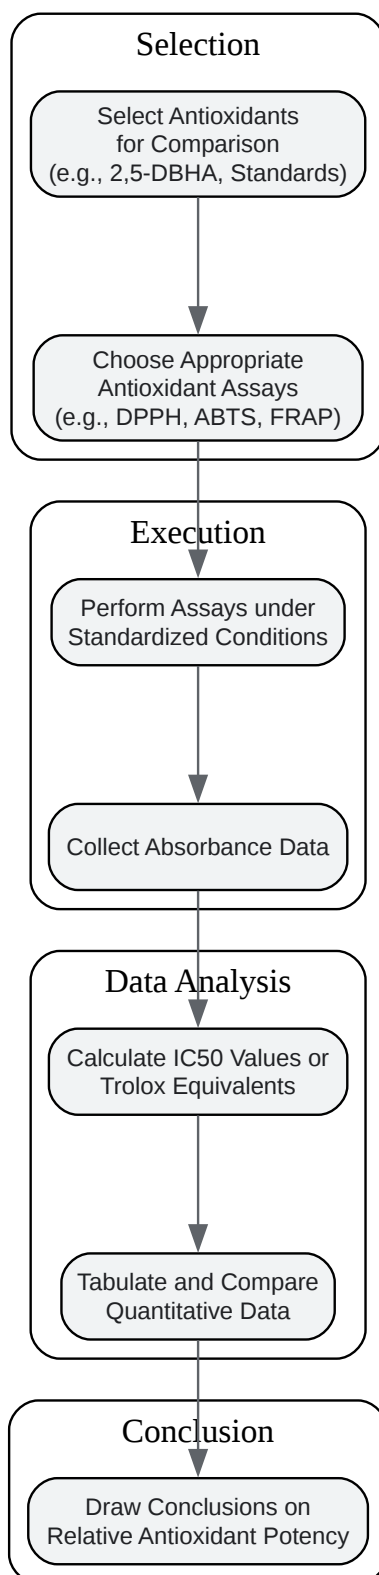 Selection
Select Antioxidants
for Comparison
(e.g., 2,5-DBHA, Standards)
Choose Appropriate
Antioxidant Assays
(e.g., DPPH, ABTS, FRAP)
Execution
Perform Assays under
Standardized Conditions
Collect Absorbance Data
Data Analysis
Calculate IC50 Values or
Trolox Equivalents
Tabulate and Compare
Quantitative Data
Conclusion
Draw Conclusions on
Relative Antioxidant Potency